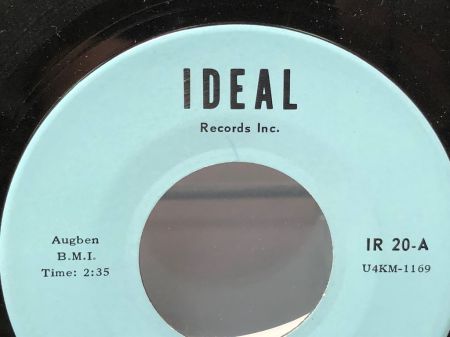 IDEAL
Records Inc.
Augben
B.M.I.
Time: 2:35
IR 20-A
U4KM-1169